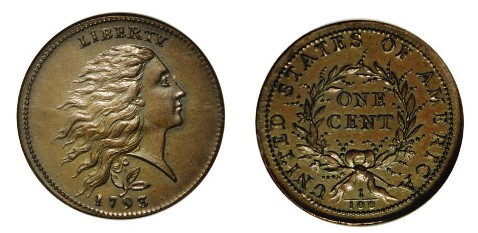 LIBERTY
1793
UNITED STATES OF AMERICA
ONE
CENT
1
100